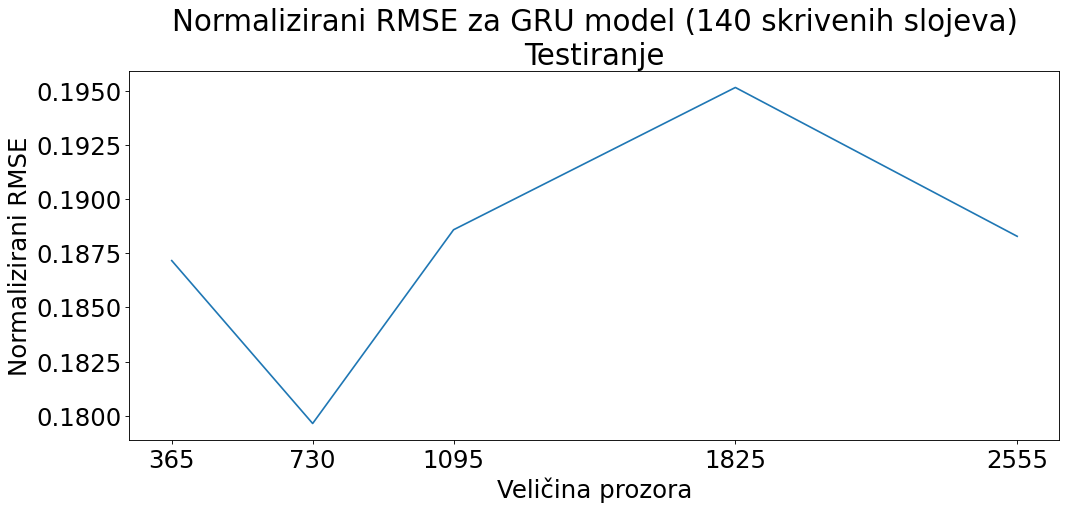 Normalizirani RMSE za GRU model (140 skrivenih slojeva)
Testiranje
Normalizirani RMSE
0.1950
0.1925
0.1900
0.1875
0.1850
0.1825
0.1800
365 730 1095 1825 2555
Veličina prozora